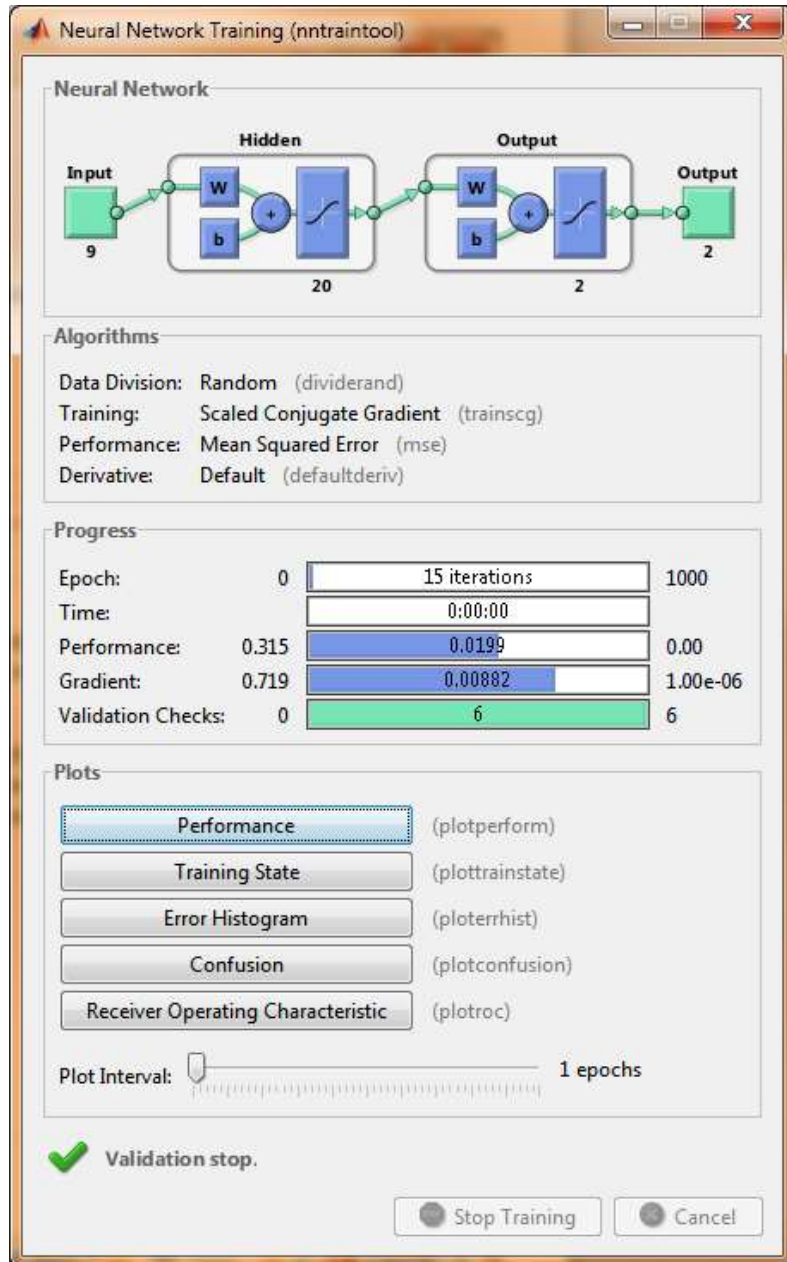 Neural Network Training (nntraintool)
Neural Network
Hidden
Output
Input
W
b
+
W
b
+
Output
9
20
2
2
Algorithms
Data Division: Random (dividerand)
Training: Scaled Conjugate Gradient (trainscg)
Performance: Mean Squared Error (mse)
Derivative: Default (defaultderiv)
Progress
Epoch: 0 15 iterations 1000
Time: 0:00:00
Performance: 0.315 0.0199 0.00
Gradient: 0.719 0.00882 1.00e-06
Validation Checks: 0 6 6
Plots
Performance (plotperform)
Training State (plottrainstate)
Error Histogram (ploterrhist)
Confusion (plotconfusion)
Receiver Operating Characteristic (plotroc)
Plot Interval: 1 epochs
Validation stop.
Stop Training Cancel